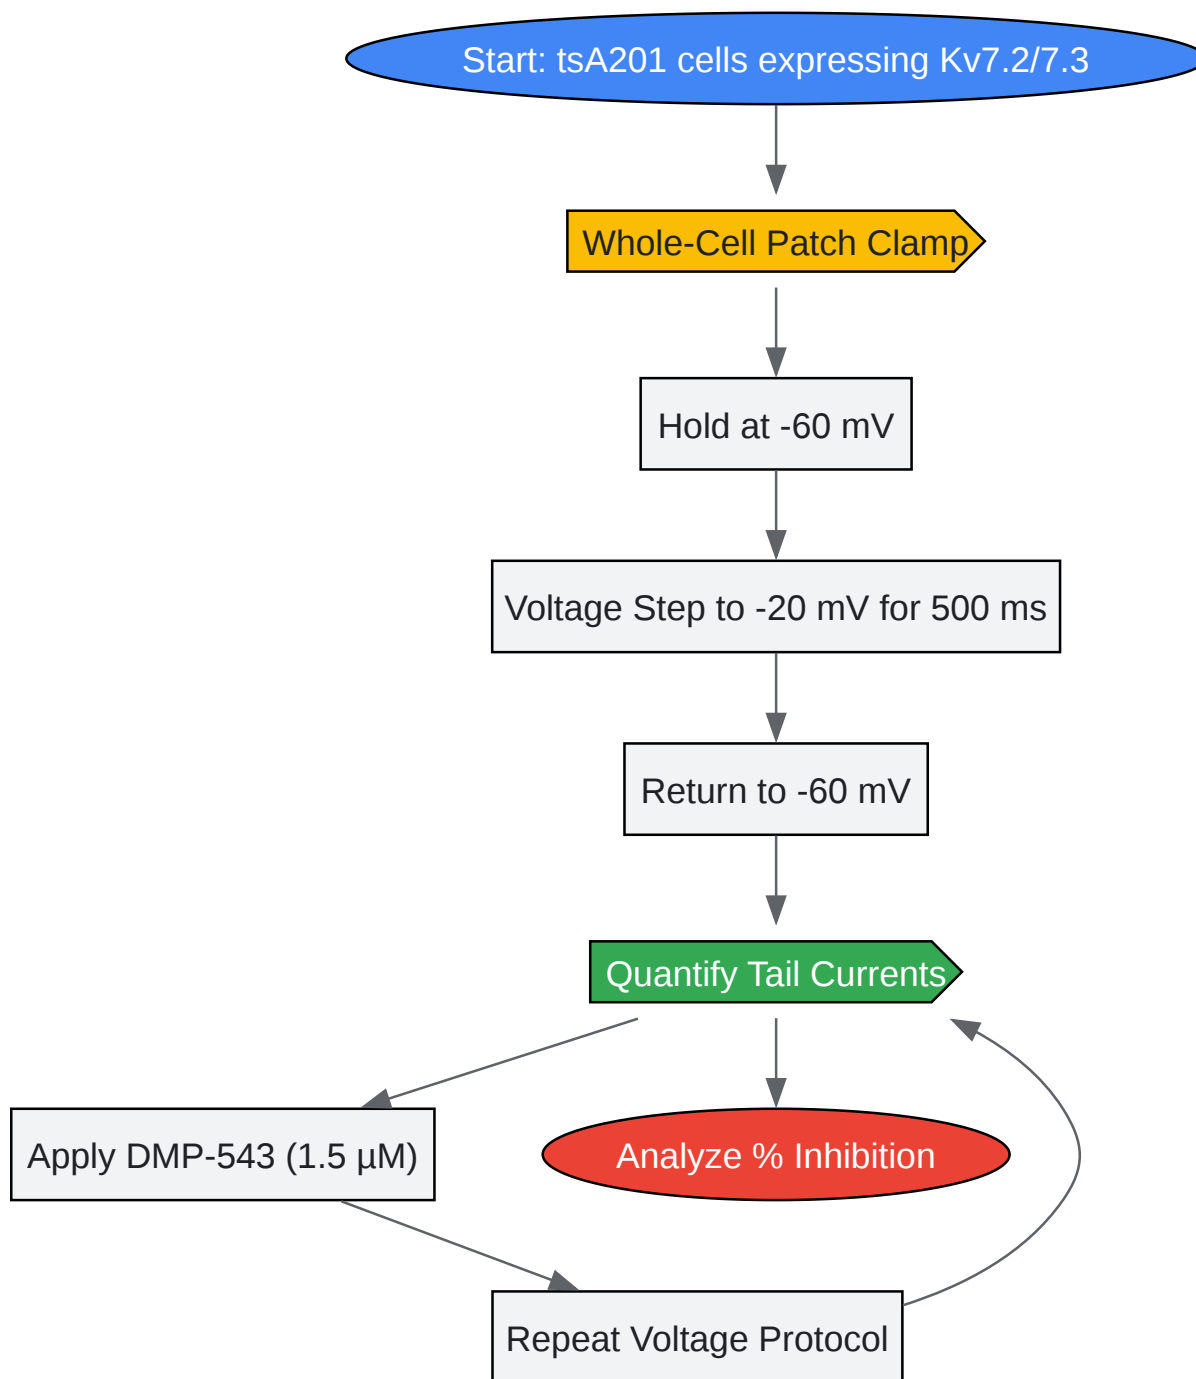 Start: tsA201 cells expressing Kv7.2/7.3
Whole-Cell Patch Clamp
Hold at -60 mV
Voltage Step to -20 mV for 500 ms
Return to -60 mV
Quantify Tail Currents
Apply DMP-543 (1.5 µM)
Analyze % Inhibition
Repeat Voltage Protocol